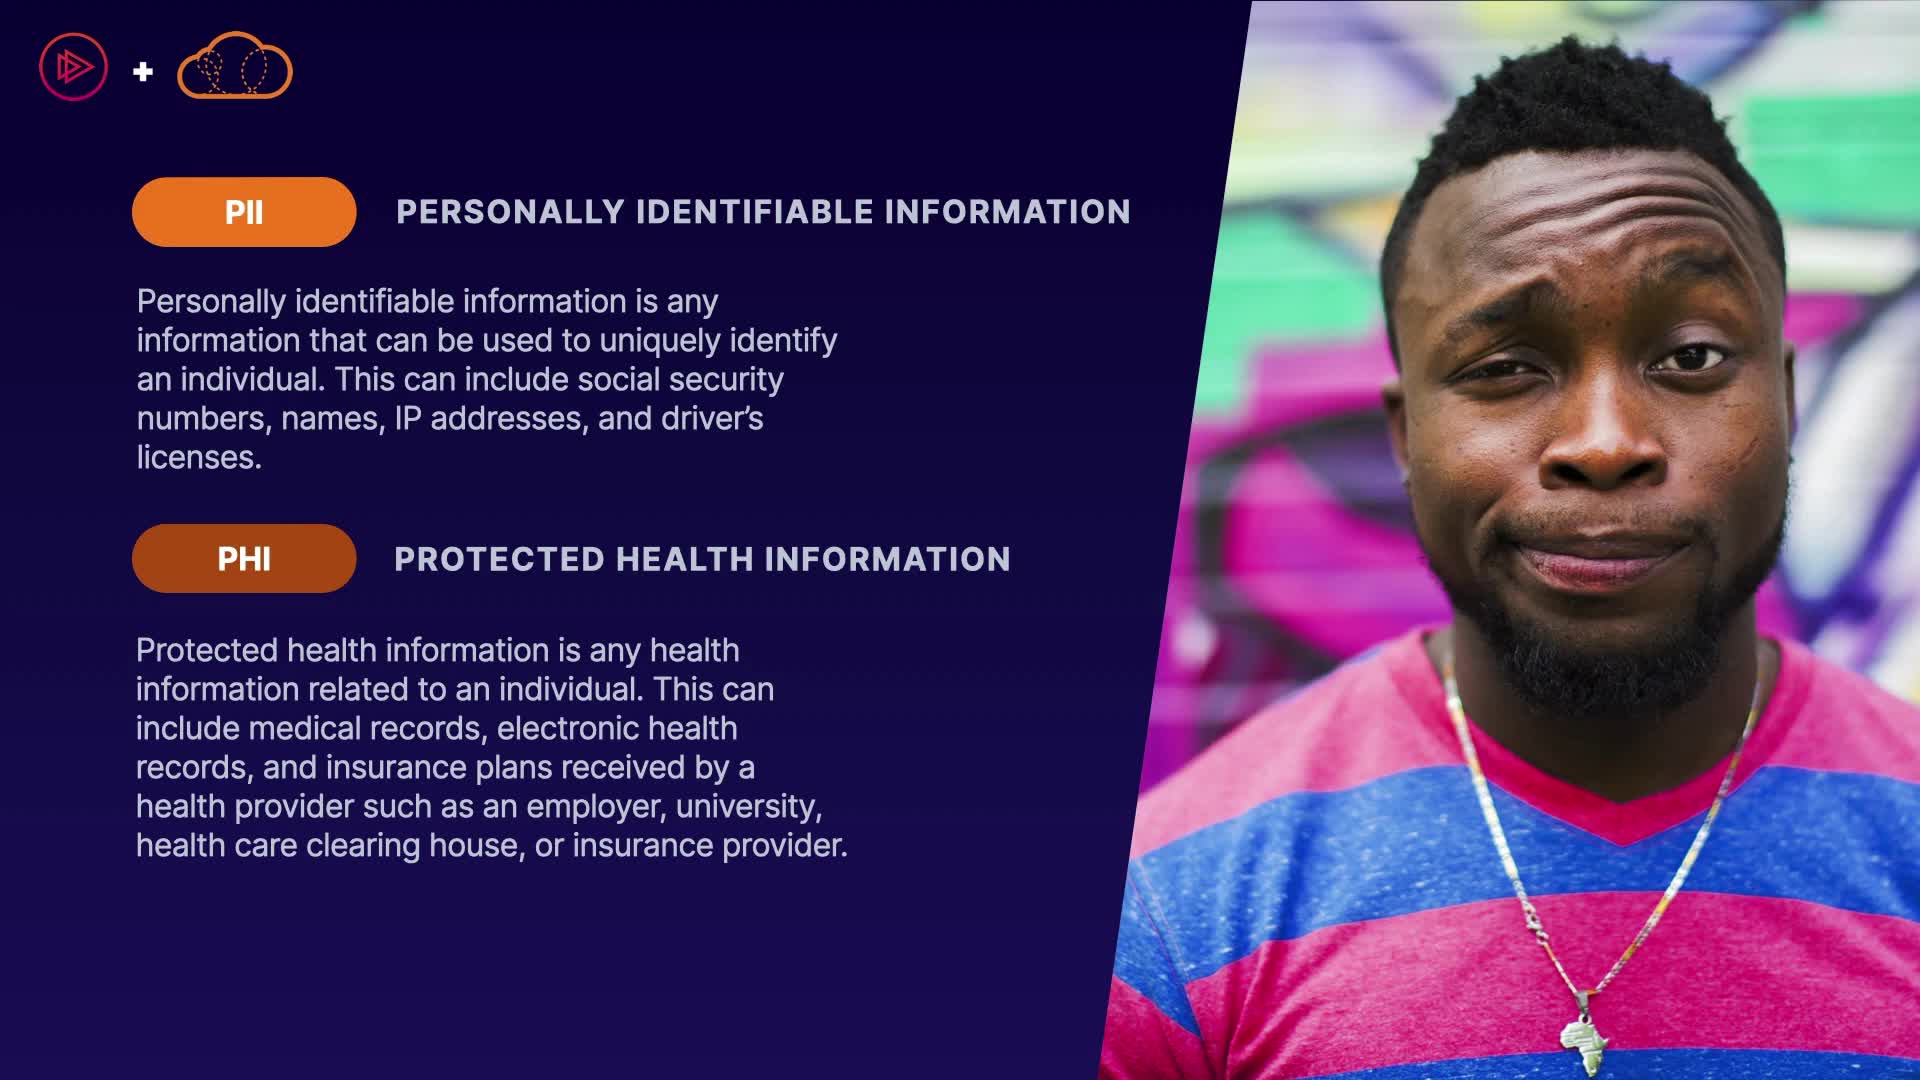 PII
PERSONALLY IDENTIFIABLE INFORMATION
Personally identifiable information is any
information that can be used to uniquely identify
an individual. This can include social security
numbers, names, IP addresses, and driver’s
licenses.
PHI
PROTECTED HEALTH INFORMATION
Protected health information is any health
information related to an individual. This can
include medical records, electronic health
records, and insurance plans received by a
health provider such as an employer, university,
health care clearing house, or insurance provider.